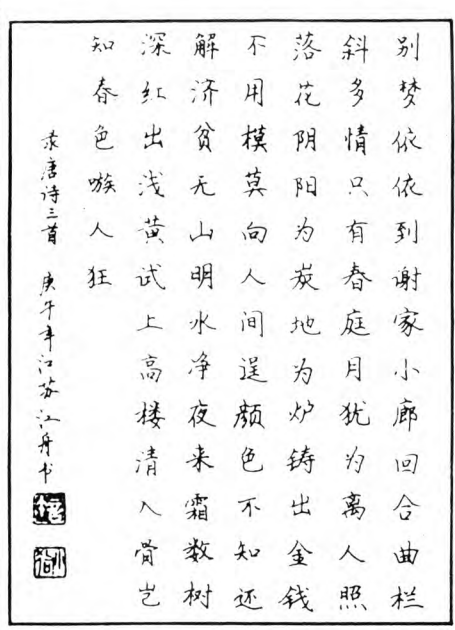 别梦依依到谢家小廊回合曲栏
斜多情只有春庭月犹为离人照
落花阴阳为炭地为炉铸出金钱
不用模莫向人间逞颜色不知还
解济贫无山明水净夜来霜数树
深红出浅黄试上高楼清入骨岂
知春色嗾人狂
录唐诗三首 庚午年江苏江舟书